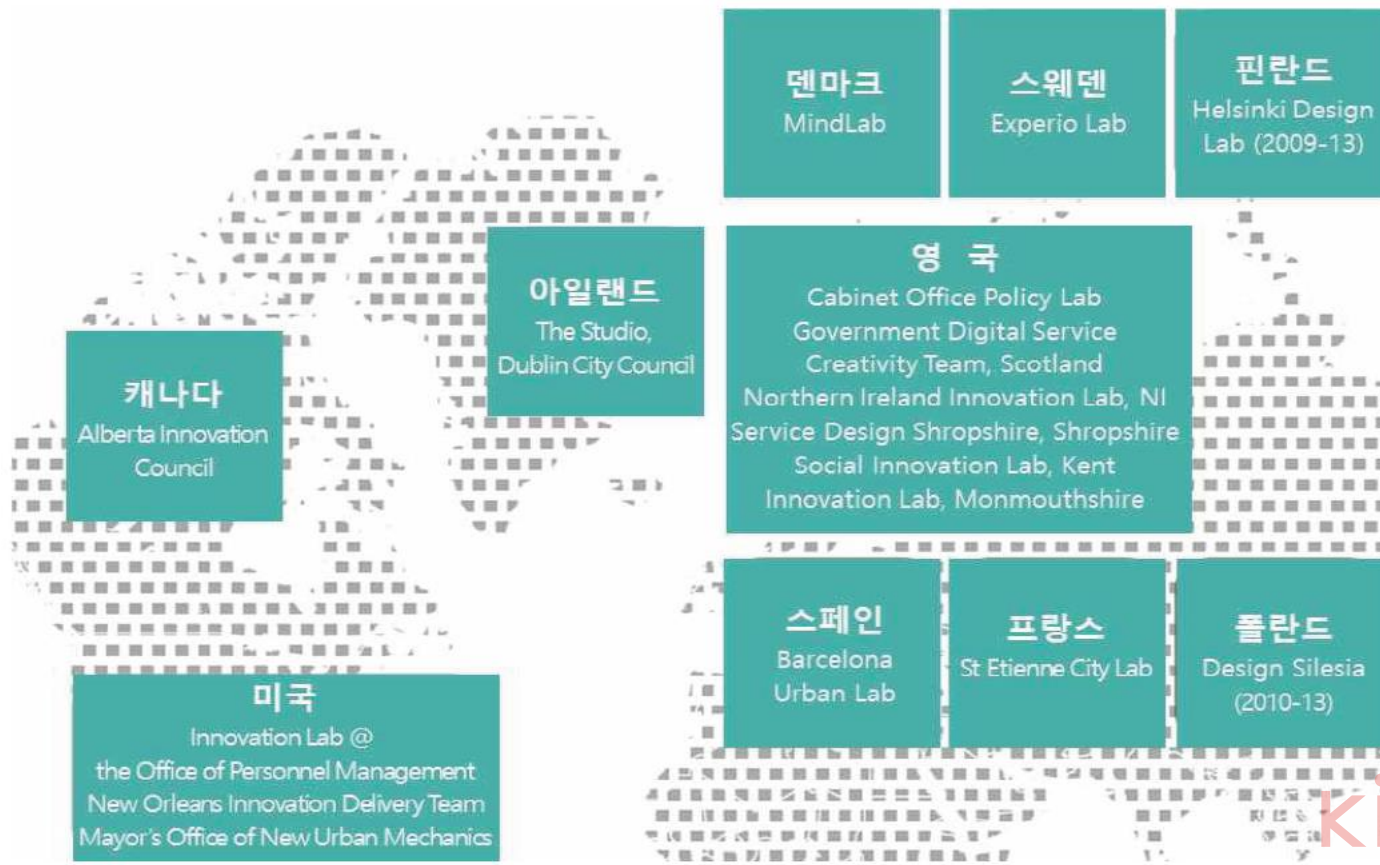 덴마크
MindLab
스웨덴
Experio Lab
핀란드
Helsinki Design
Lab (2009-13)
아일랜드
The Studio,
Dublin City Council
영 국
Cabinet Office Policy Lab
Government Digital Service
Creativity Team, Scotland
Northern Ireland Innovation Lab, NI
Service Design Shropshire, Shropshire
Social Innovation Lab, Kent
Innovation Lab, Monmouthshire
캐나다
Alberta Innovation
Council
스페인
Barcelona
Urban Lab
프랑스
St Etienne City Lab
폴란드
Design Silesia
(2010-13)
미국
Innovation Lab @
the Office of Personnel Management
New Orleans Innovation Delivery Team
Mayor's Office of New Urban Mechanics